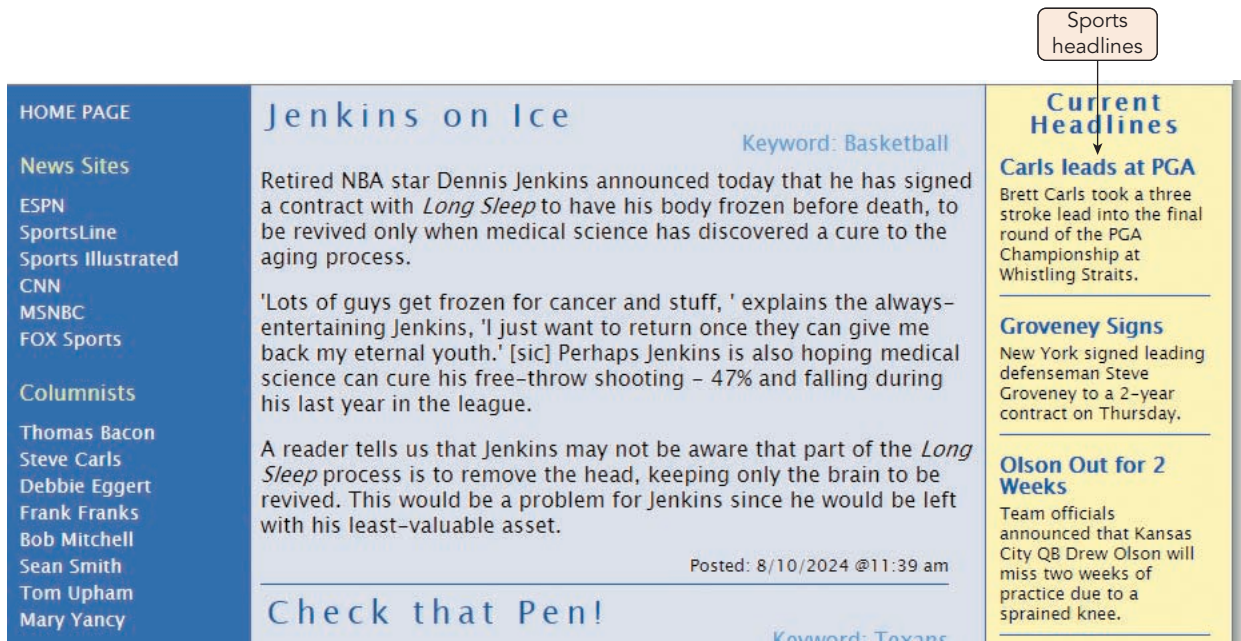 Sports
headlines
HOME PAGE
News Sites
ESPN
SportsLine
Sports Illustrated
CNN
MSNBC
FOX Sports
Columnists
Thomas Bacon
Steve Carls
Debbie Eggert
Frank Franks
Bob Mitchell
Sean Smith
Tom Upham
Mary Yancy
Jenkins on Ice
Keyword: Basketball
Retired NBA star Dennis Jenkins announced today that he has signed
a contract with Long Sleep to have his body frozen before death, to
be revived only when medical science has discovered a cure to the
aging process.
'Lots of guys get frozen for cancer and stuff, ' explains the always-
entertaining Jenkins, 'I just want to return once they can give me
back my eternal youth.' [sic] Perhaps Jenkins is also hoping medical
science can cure his free-throw shooting - 47% and falling during
his last year in the league.
A reader tells us that Jenkins may not be aware that part of the Long
Sleep process is to remove the head, keeping only the brain to be
revived. This would be a problem for Jenkins since he would be left
with his least-valuable asset.
Posted: 8/10/2024 @11:39 am
Check that Pen!
Keyword: Texans
Current
Headlines
Carls leads at PGA
Brett Carls took a three
stroke lead into the final
round of the PGA
Championship at
Whistling Straits.
Groveney Signs
New York signed leading
defenseman Steve
Groveney to a 2-year
contract on Thursday.
Olson Out for 2
Weeks
Team officials
announced that Kansas
City QB Drew Olson will
miss two weeks of
practice due to a
sprained knee.